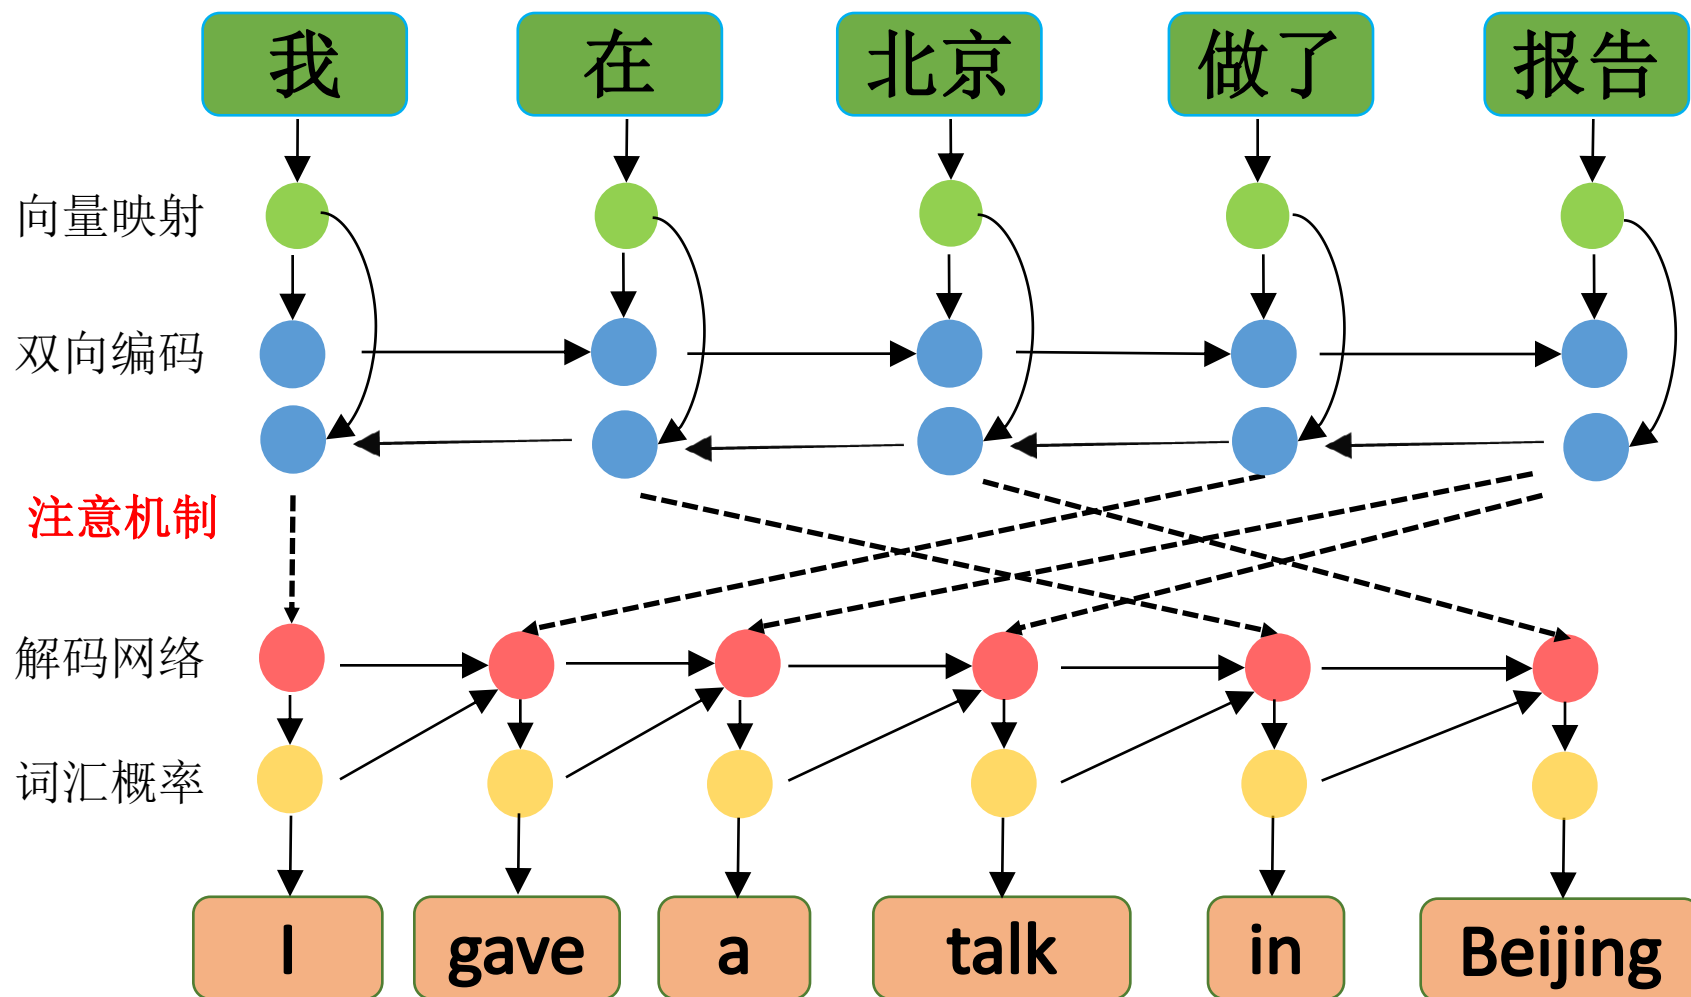 我 在 北京 做了 报告
向量映射
双向编码
注意机制
解码网络
词汇概率
I gave a talk in Beijing